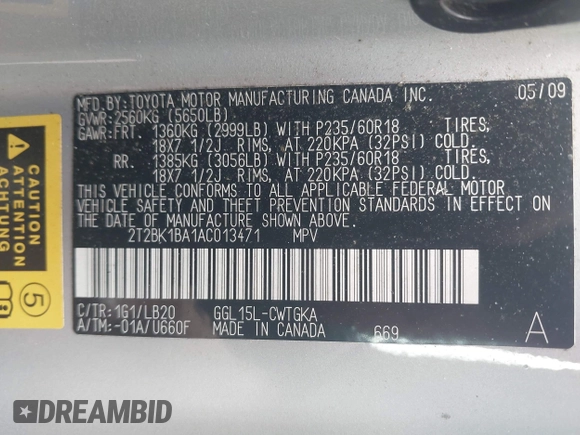 MFD. BY: TOYOTA MOTOR MANUFACTURING CANADA INC. 05/09
GVWR: 2560KG (5650LB)
GAWR: FRT. 1360KG (2999LB) WITH P235/60R18 TIRES,
18X7 1/2J RIMS, AT 220KPA (32PSI) COLD.
RR. 1385KG (3056LB) WITH P235/60R18 TIRES,
18X7 1/2J RIMS, AT 220KPA (32PSI) COLD.
THIS VEHICLE CONFORMS TO ALL APPLICABLE FEDERAL MOTOR
VEHICLE SAFETY AND THEFT PREVENTION STANDARDS IN EFFECT
ON THE DATE OF MANUFACTURE SHOWN ABOVE.
2T2BK1BA1AC013471 MPV
C/TR: 1G1/LB20 GGL15L-CWTGKA
A/TM: -01A/U660F MADE IN CANADA 669 A
CAUTION
ATTENTION
ACHTUNG
5
DREAMBID